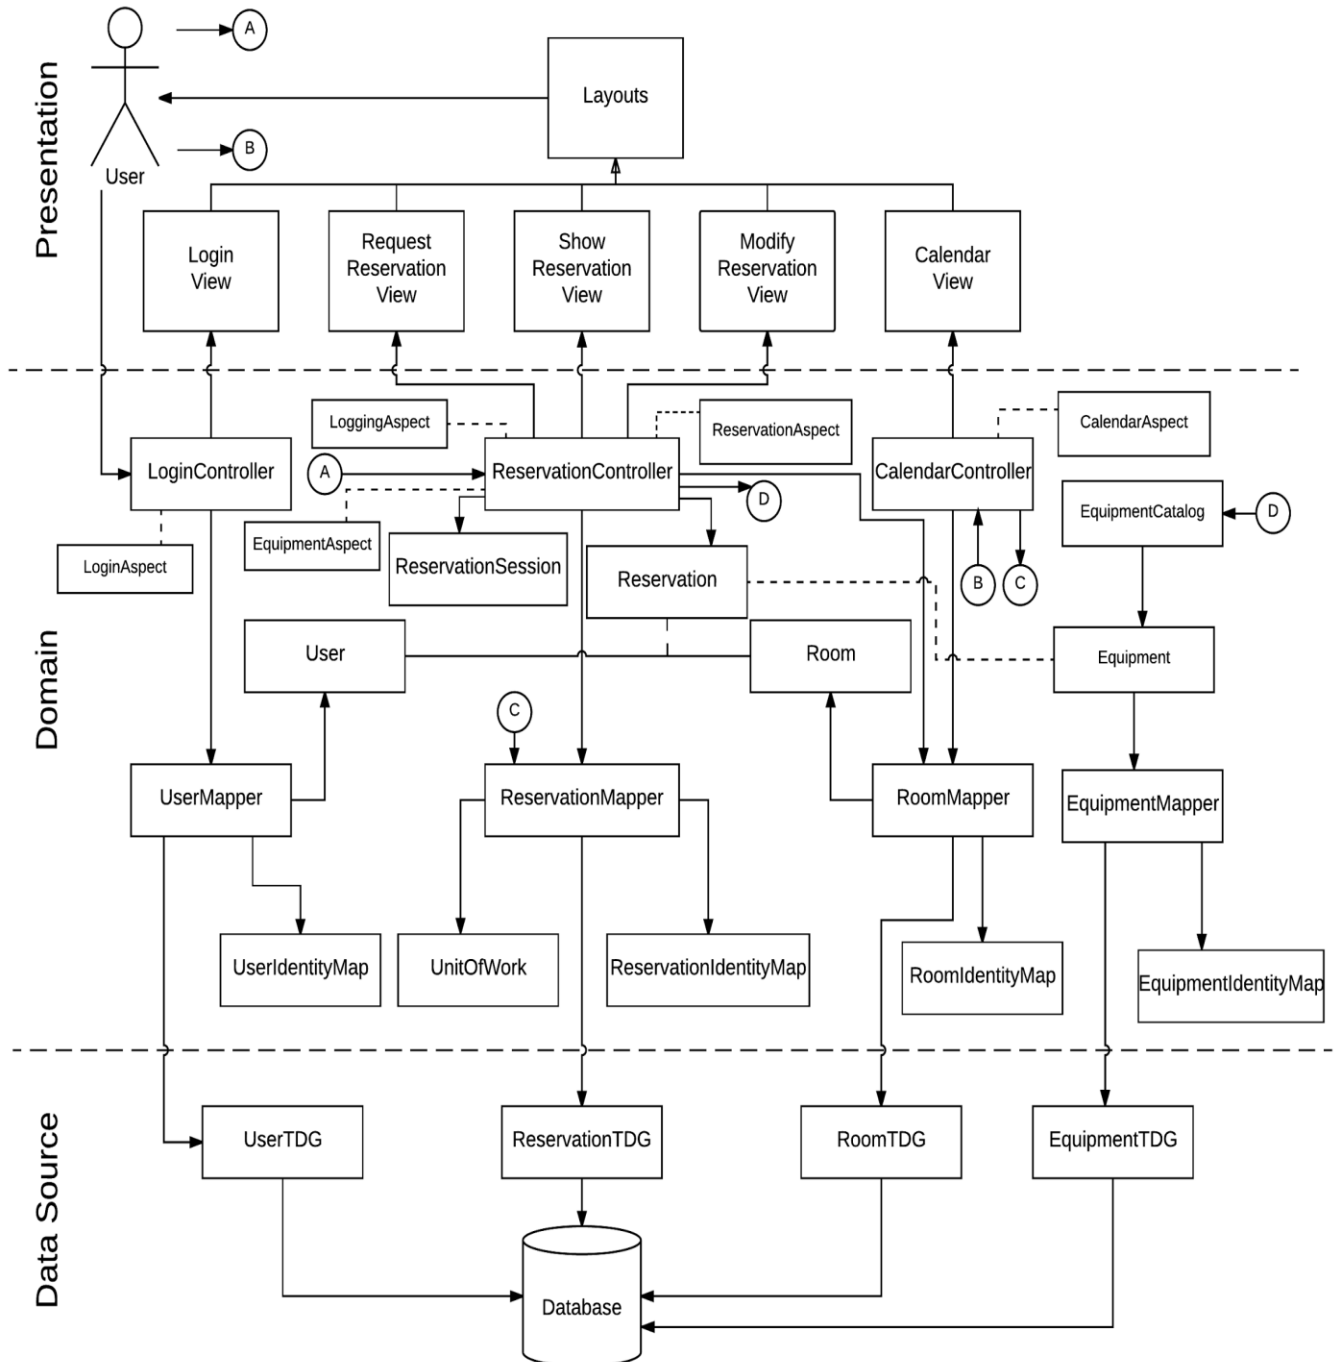 Presentation
A
Layouts
B
User
Login
View
Request
Reservation
View
Show
Reservation
View
Modify
Reservation
View
Calendar
View
LoggingAspect
ReservationAspect
CalendarAspect
LoginController
A
ReservationController
CalendarController
D
EquipmentCatalog
D
EquipmentAspect
LoginAspect
ReservationSession
Reservation
B
C
Domain
User
Room
Equipment
C
UserMapper
ReservationMapper
RoomMapper
EquipmentMapper
UserIdentityMap
UnitOfWork
ReservationIdentityMap
RoomIdentityMap
EquipmentIdentityMap
Data Source
UserTDG
ReservationTDG
RoomTDG
EquipmentTDG
Database